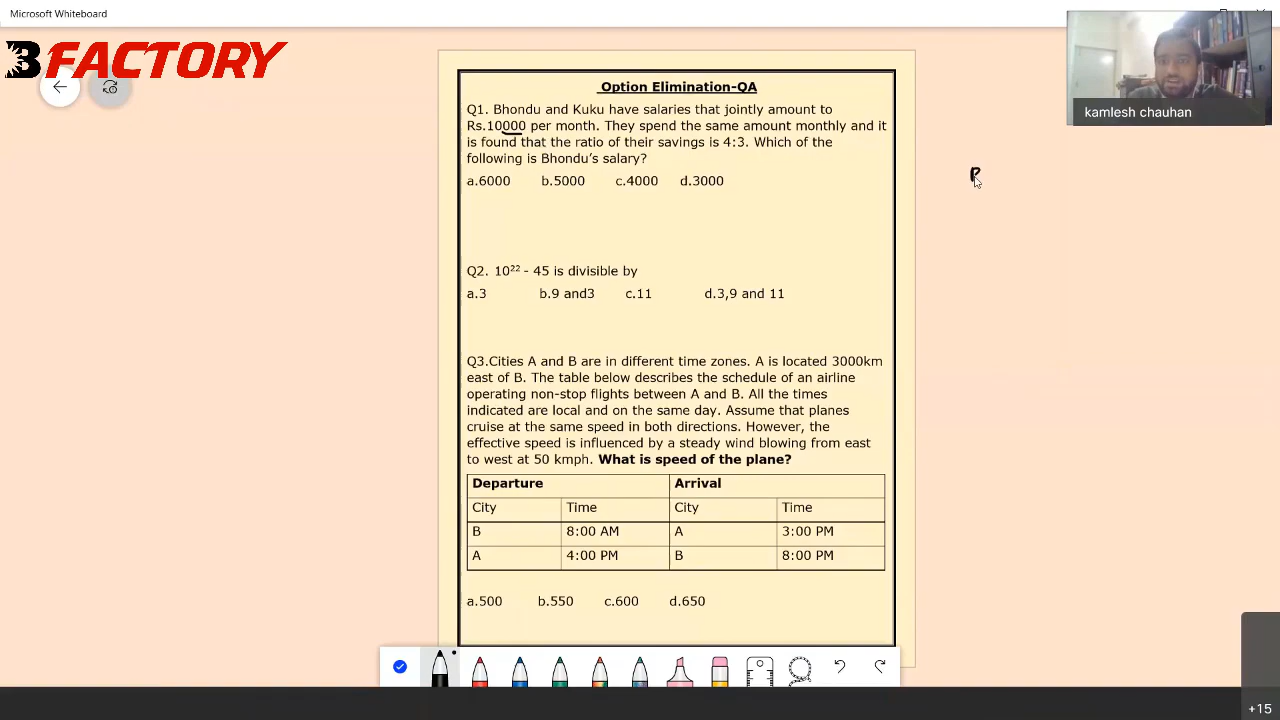 Microsoft Whiteboard
3FACTORY
kamlesh chauhan
Option Elimination-QA
Q1. Bhondu and Kuku have salaries that jointly amount to
Rs.10000 per month. They spend the same amount monthly and it
is found that the ratio of their savings is 4:3. Which of the
following is Bhondu's salary?
a.6000 b.5000 c.4000 d.3000
Q2. 10²² - 45 is divisible by
a.3 b.9 and3 c.11 d.3,9 and 11
Q3.Cities A and B are in different time zones. A is located 3000km
east of B. The table below describes the schedule of an airline
operating non-stop flights between A and B. All the times
indicated are local and on the same day. Assume that planes
cruise at the same speed in both directions. However, the
effective speed is influenced by a steady wind blowing from east
to west at 50 kmph. What is speed of the plane?
Departure Arrival
City Time City Time
B 8:00 AM A 3:00 PM
A 4:00 PM B 8:00 PM
a.500 b.550 c.600 d.650
+15